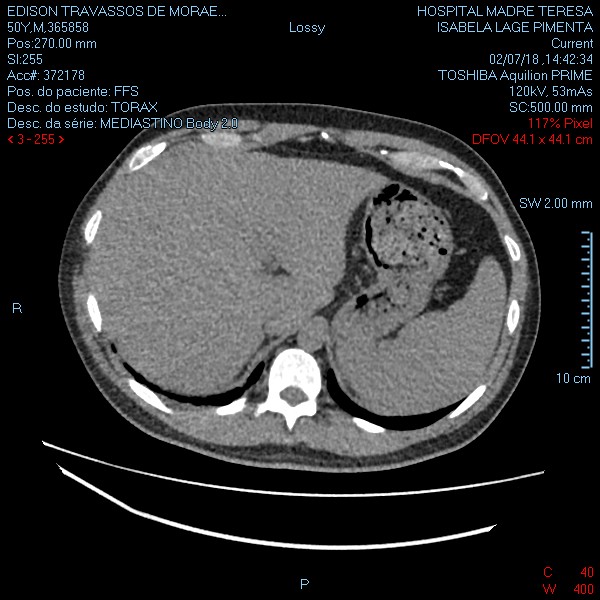 EDISON TRAVASSOS DE MORAE...
50Y,M,365858
Pos:270.00 mm
SI:255
Acc#: 372178
Pos. do paciente: FFS
Desc. do estudo: TORAX
Desc. da série: MEDIASTINO Body 2.0
< 3 - 255 >
Lossy
HOSPITAL MADRE TERESA
ISABELA LAGE PIMENTA
Current
02/07/18 ,14:42:34
TOSHIBA Aquilion PRIME
120kV, 53mAs
SC:500.00 mm
117% Pixel
DFOV 44.1 x 44.1 cm
SW 2.00 mm
R
10 cm
P
C 40
W 400